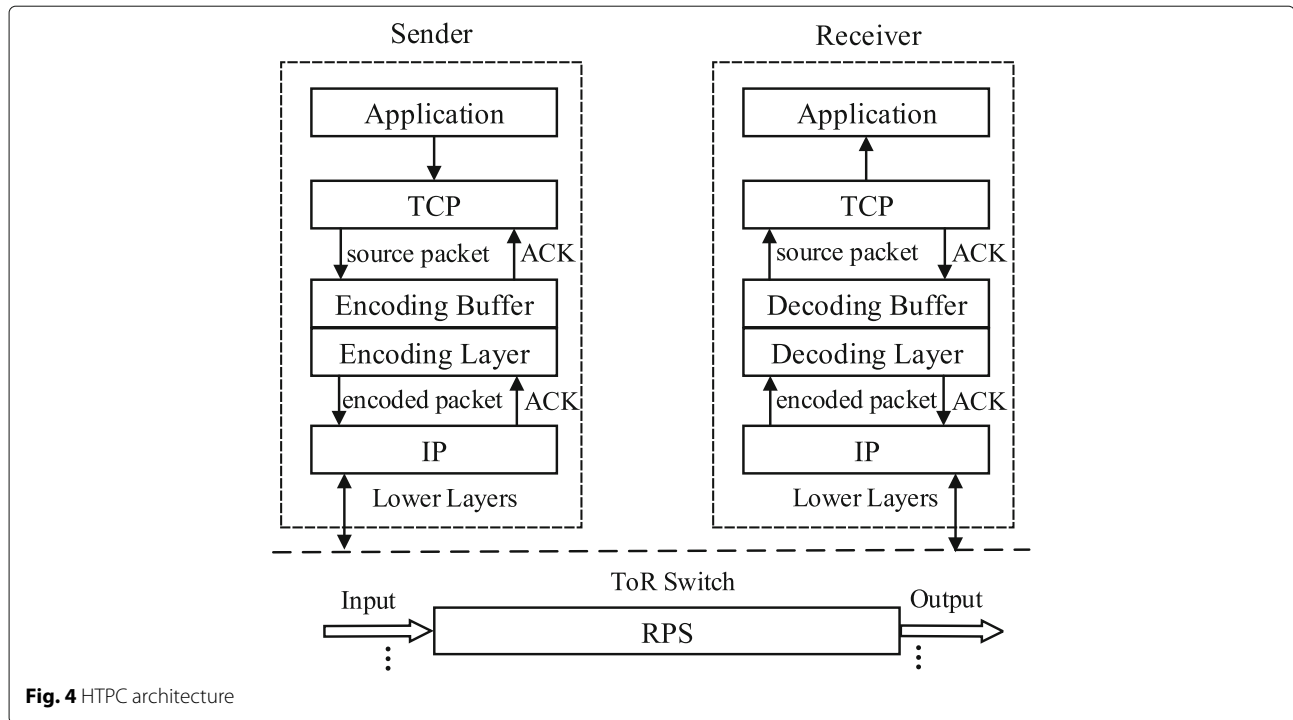 Sender
Application
TCP
source packet
ACK
Encoding Buffer
Encoding Layer
encoded packet
ACK
IP
Lower Layers
Receiver
Application
TCP
source packet
ACK
Decoding Buffer
Decoding Layer
encoded packet
ACK
IP
Lower Layers
ToR Switch
Input
RPS
Output
Fig. 4 HTPC architecture